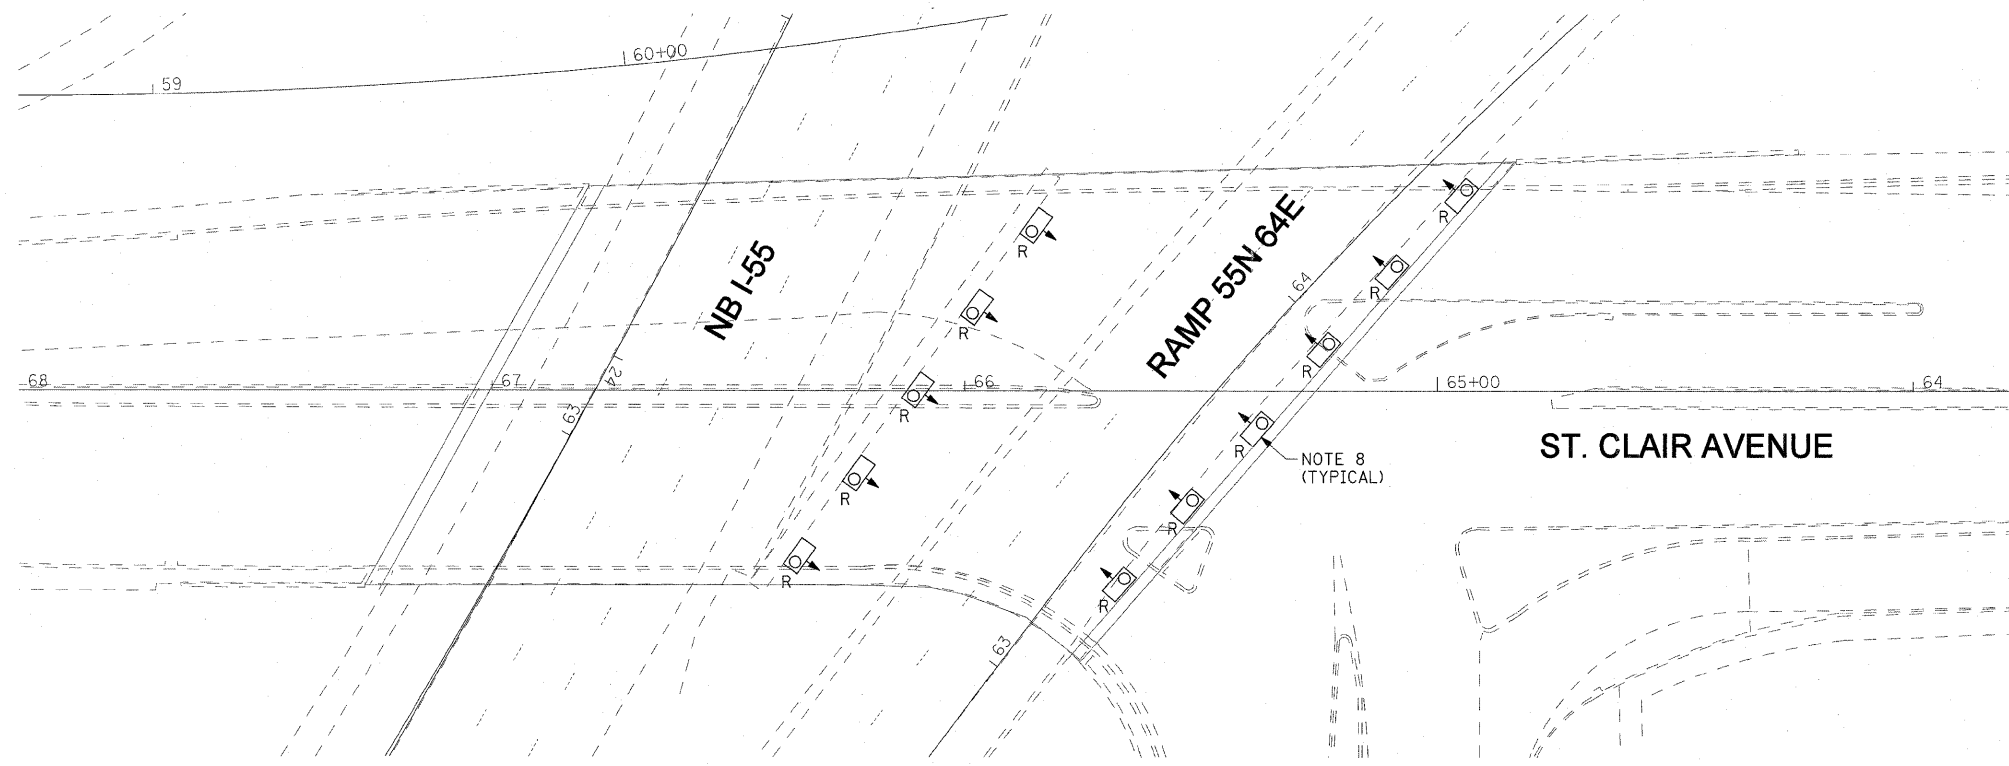 60+00
59
R
R
NB I-55
RAMP 55N 64E
64
R
R
R
R
68
67
24
66
65+00
64
63
R
R
NOTE 8
(TYPICAL)
ST. CLAIR AVENUE
R
R
R
R
63